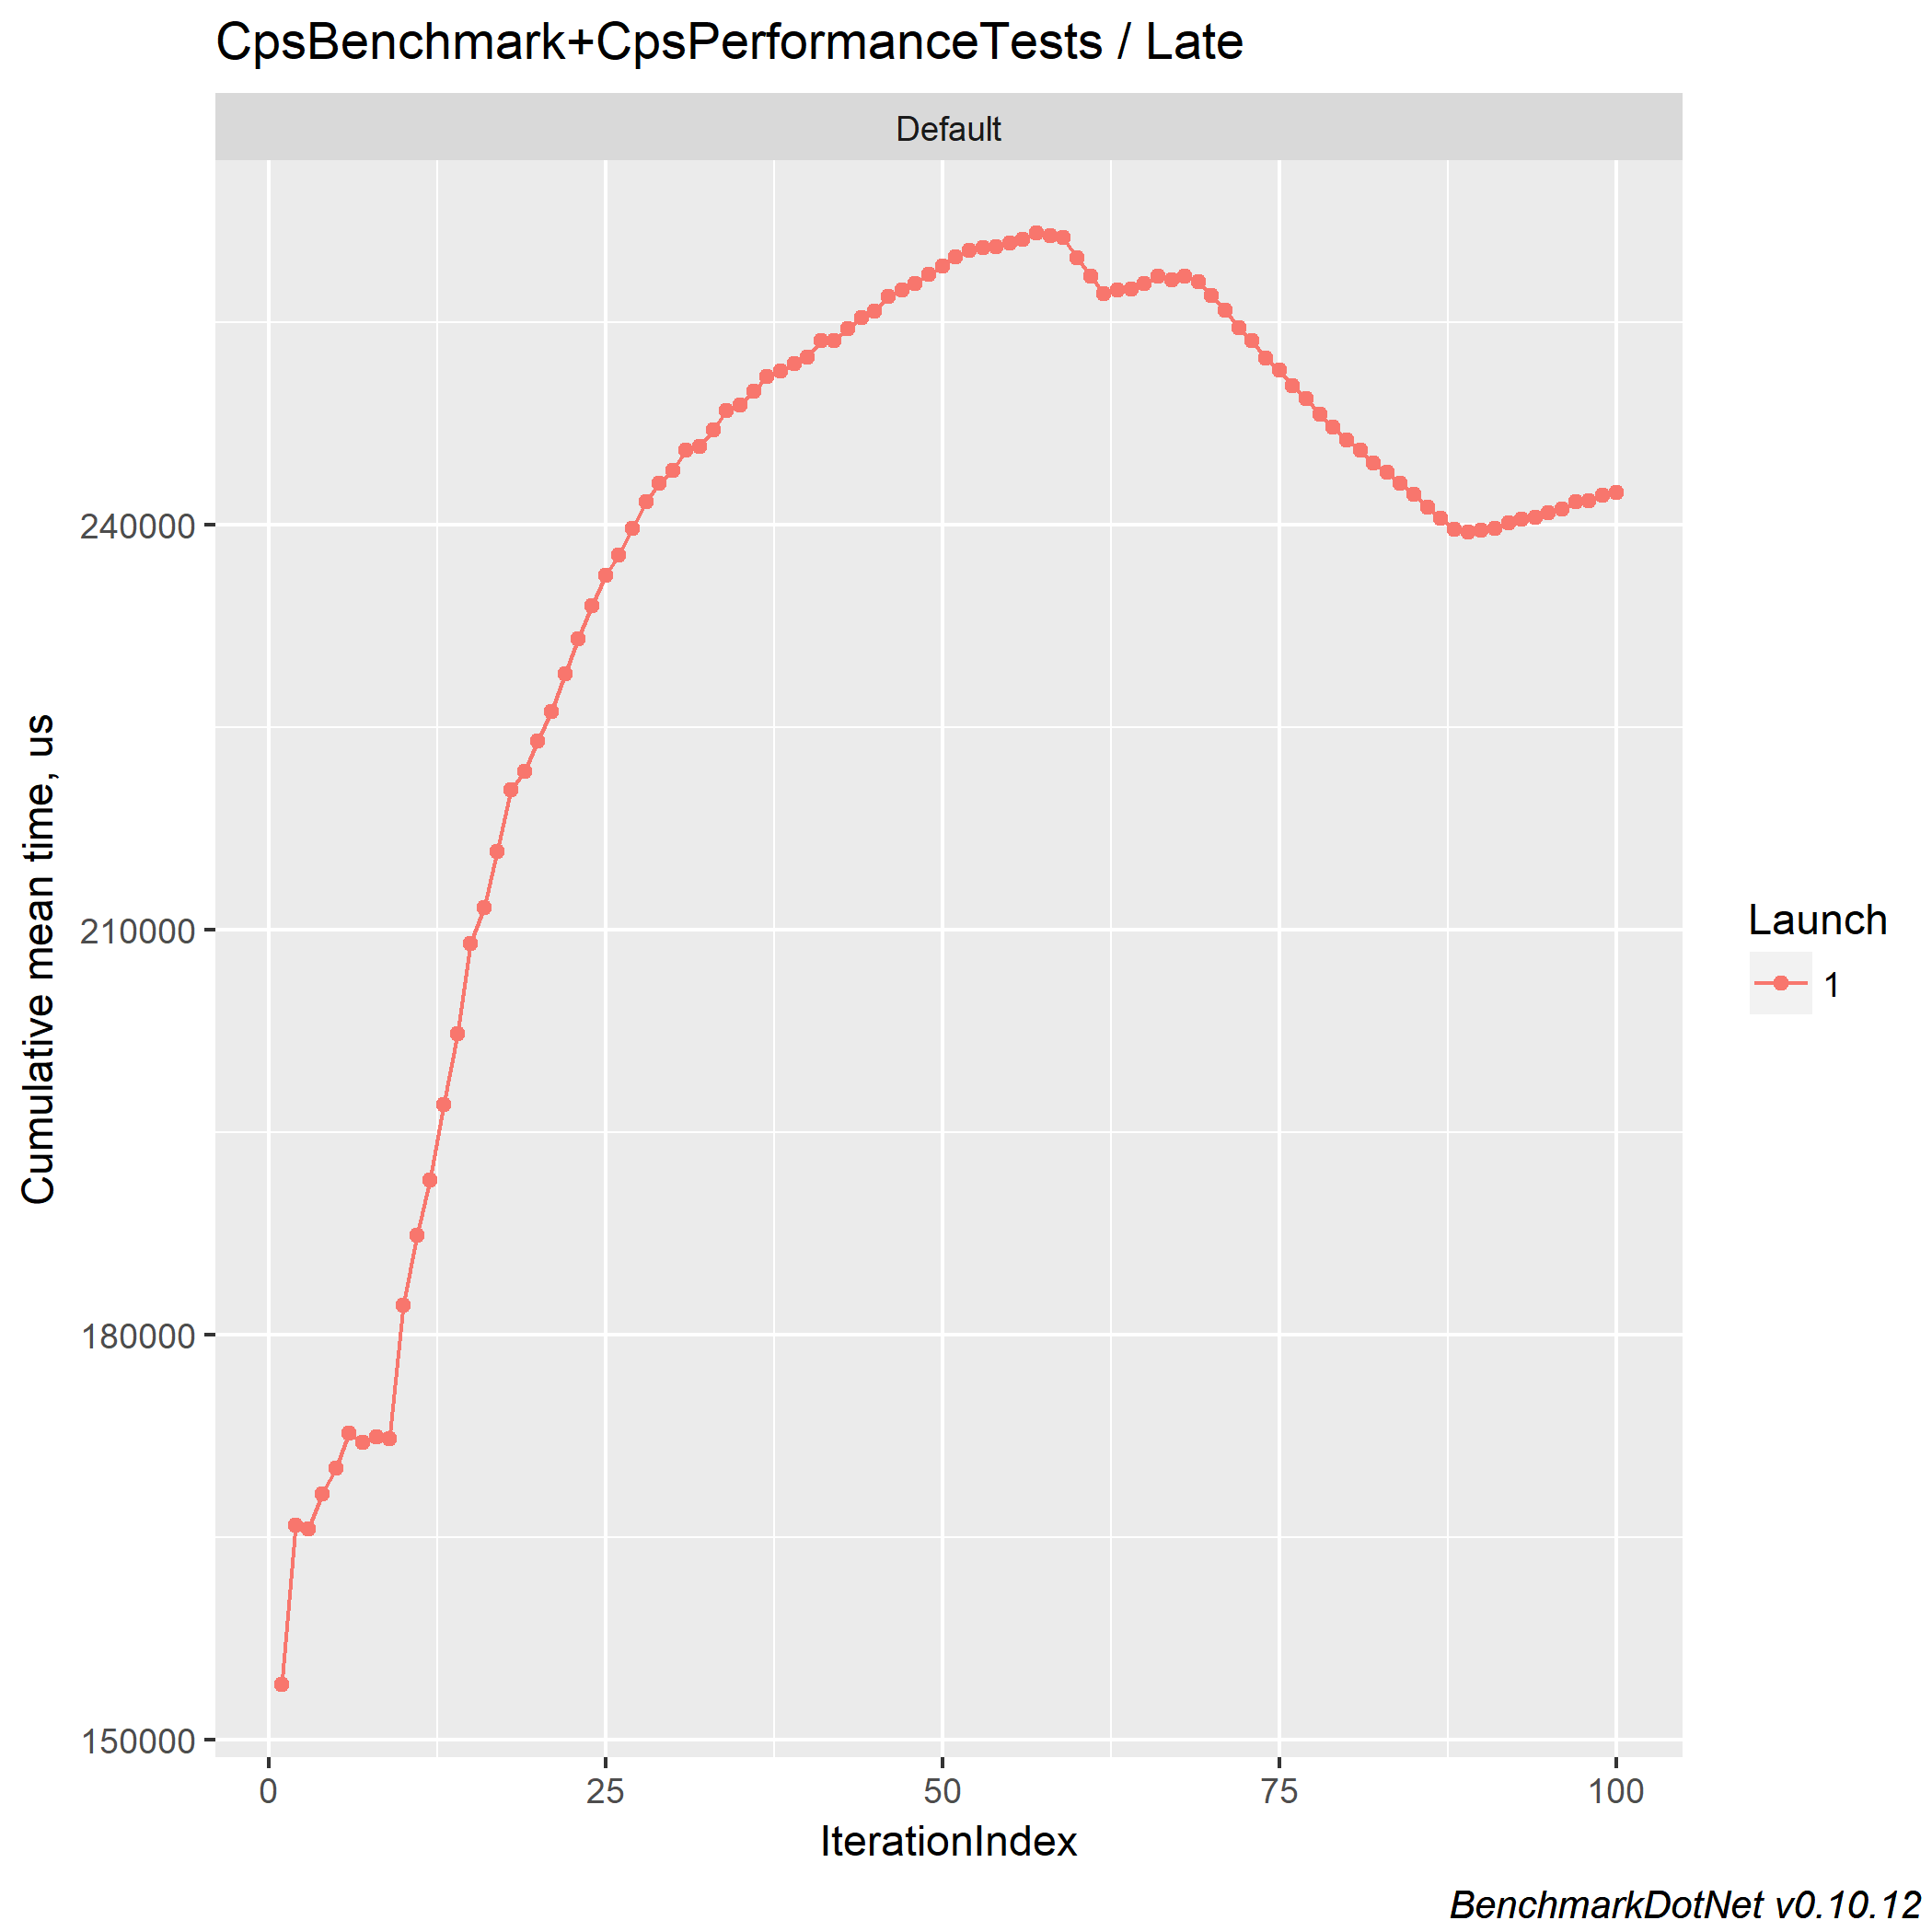 CpsBenchmark+CpsPerformanceTests / Late
Default
Cumulative mean time, us
240000
210000
180000
150000
0 25 50 75 100
IterationIndex
Launch
1
BenchmarkDotNet v0.10.12